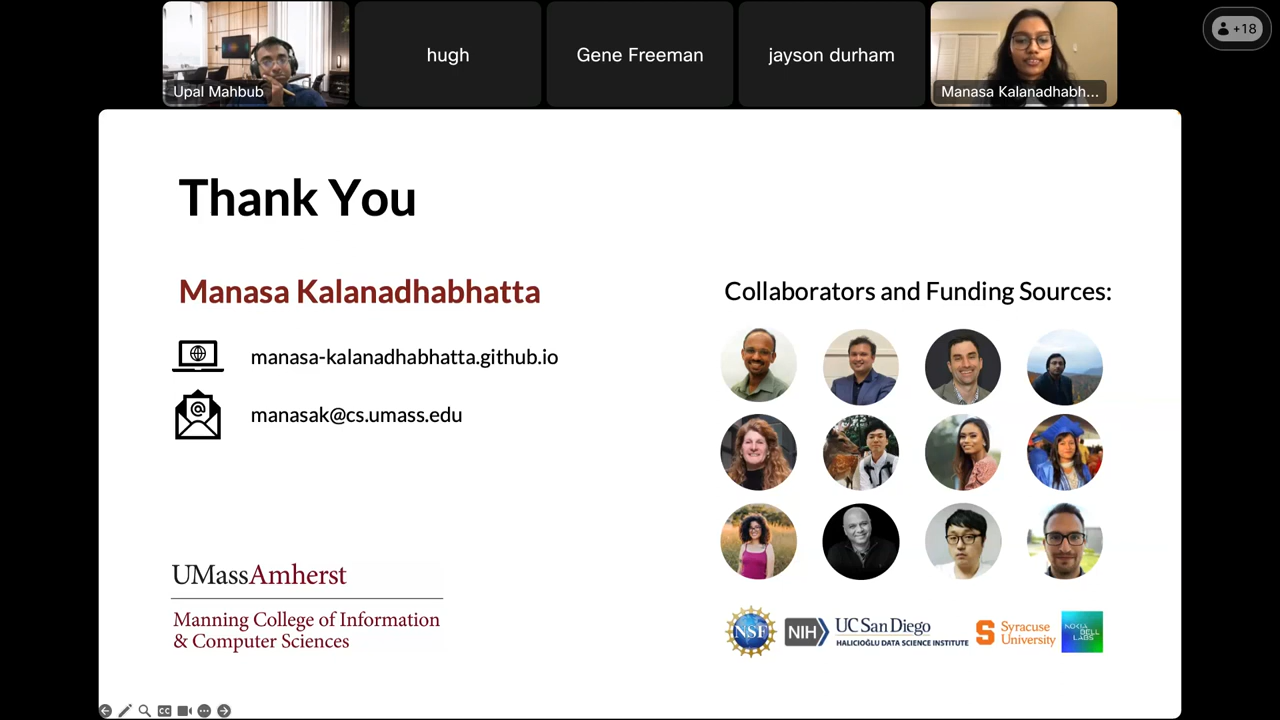 Upal Mahbub
hugh
Gene Freeman
jayson durham
Manasa Kalanadhabh...
+18
Thank You
Manasa Kalanadhabhatta
manasa-kalanadhabhatta.github.io
manasak@cs.umass.edu
Collaborators and Funding Sources:
UMassAmherst
Manning College of Information
& Computer Sciences
NSF
NIH
UC San Diego
HALICIOĞLU DATA SCIENCE INSTITUTE
S Syracuse
University
NOKIA
BELL
LABS
CC